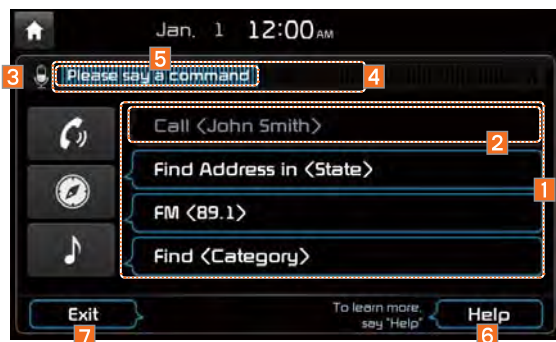 Jan. 1 12:00 AM
5
3 Please say a command 4
Call <John Smith>
2
1
Find Address in <State>
FM <89.1>
Find <Category>
Exit To learn more, say "Help" Help
7 6